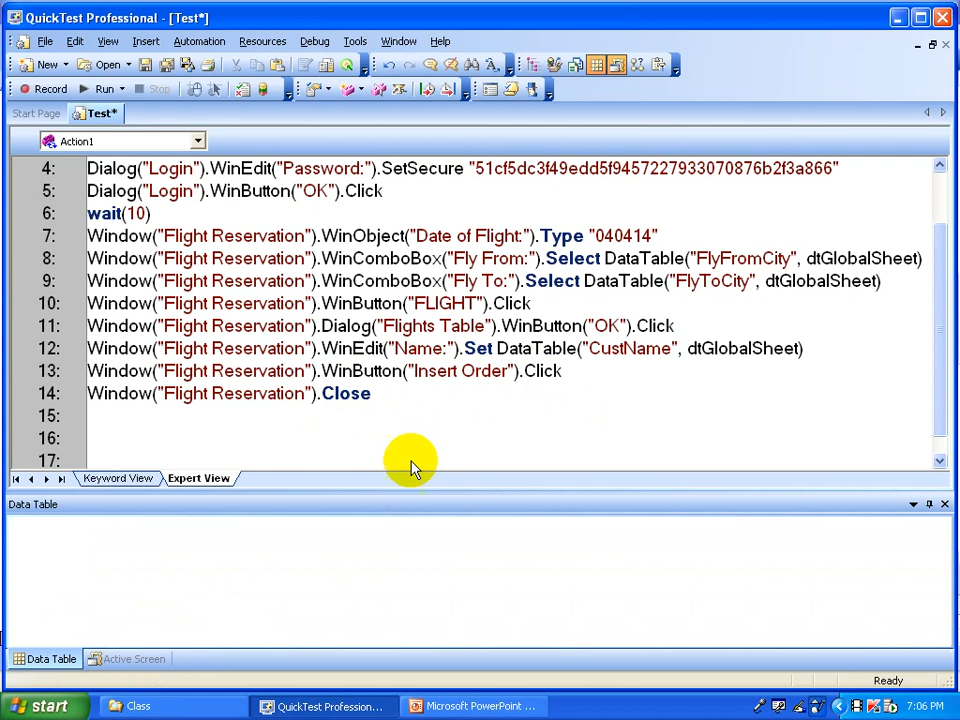 QuickTest Professional - [Test*]
File Edit View Insert Automation Resources Debug Tools Window Help
New Open
Record Run Stop
Start Page Test*
Action1
4: Dialog("Login").WinEdit("Password:").SetSecure "51cf5dc3f49edd5f9457227933070876b2f3a866"
5: Dialog("Login").WinButton("OK").Click
6: wait(10)
7: Window("Flight Reservation").WinObject("Date of Flight:").Type "040414"
8: Window("Flight Reservation").WinComboBox("Fly From:").Select DataTable("FlyFromCity", dtGlobalSheet)
9: Window("Flight Reservation").WinComboBox("Fly To:").Select DataTable("FlyToCity", dtGlobalSheet)
10: Window("Flight Reservation").WinButton("FLIGHT").Click
11: Window("Flight Reservation").Dialog("Flights Table").WinButton("OK").Click
12: Window("Flight Reservation").WinEdit("Name:").Set DataTable("CustName", dtGlobalSheet)
13: Window("Flight Reservation").WinButton("Insert Order").Click
14: Window("Flight Reservation").Close
15:
16:
17:
Keyword View Expert View
Data Table
Data Table Active Screen
Ready
start Class QuickTest Profession... Microsoft PowerPoint ... 7:06 PM